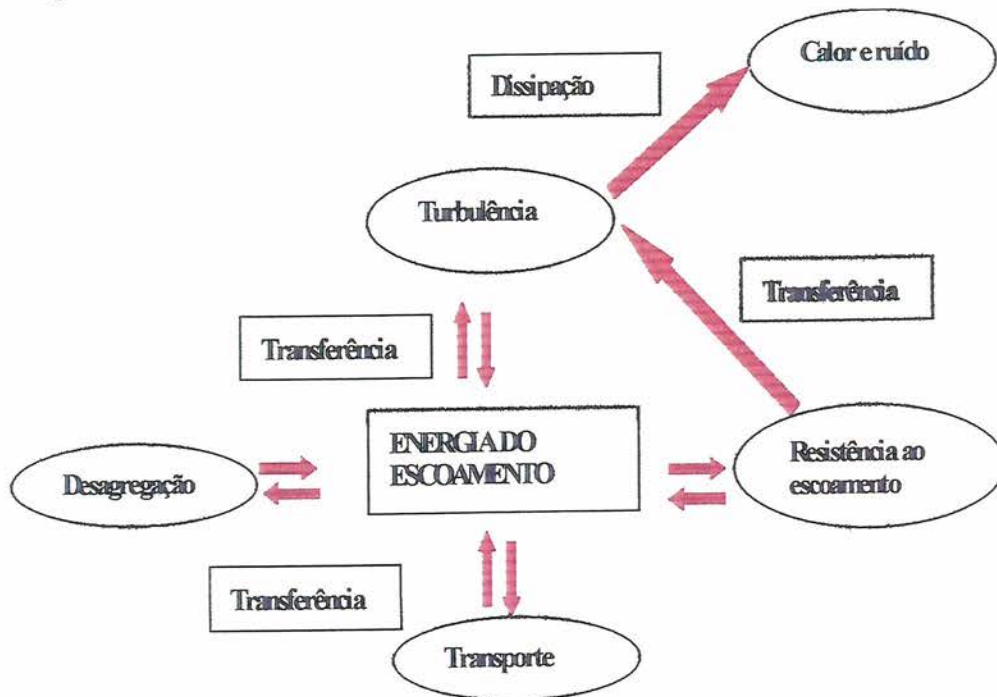 Calor e ruído
Dissipação
Turbulência
Transferência
Transferência
ENERGIA DO
ESCOAMENTO
Resistência ao
escoamento
Desagregação
Transferência
Transporte